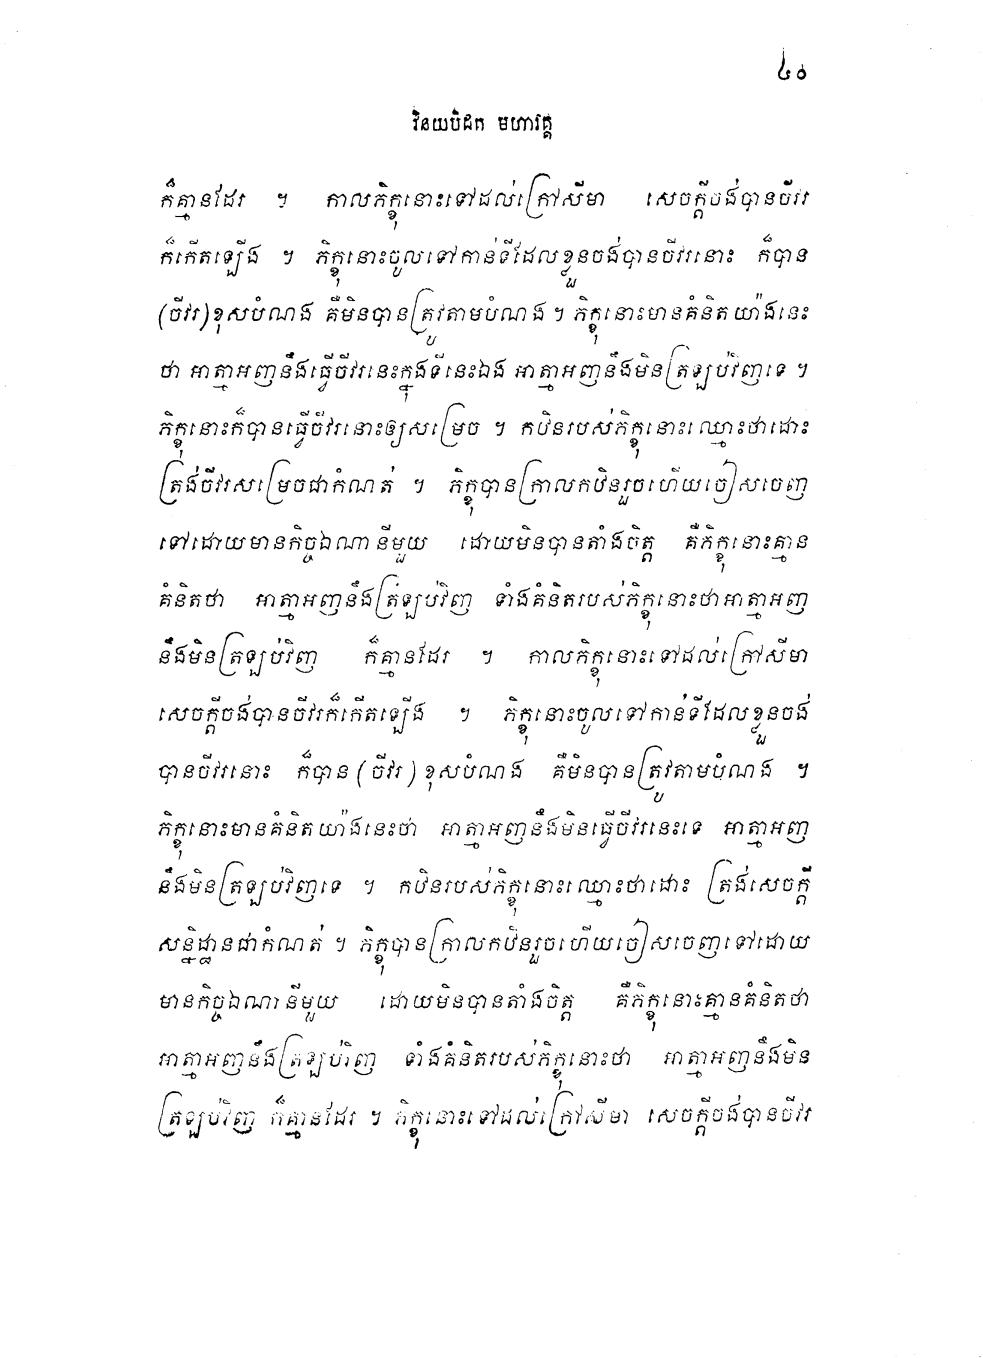 ៤០
វិនយបិដក មហាវគ្គ
ក៏គ្មានដែរ ។ កាលភិក្ខុនោះទៅដល់ក្រៅសីមា សេចក្តីចង់បានចីវរ
ក៏កើតឡើង ។ ភិក្ខុនោះចូលទៅកាន់ទីដែលខ្លួនចង់បានចីវរនោះ ក៏បាន
(ចីវរ)ខុសបំណង គឺមិនបានត្រូវតាមបំណង ។ ភិក្ខុនោះមានគំនិតយ៉ាងនេះ
ថា អាត្មាអញនឹងធ្វើចីវរនេះក្នុងទីនេះឯង អាត្មាអញនឹងមិនត្រឡប់វិញទេ ។
ភិក្ខុនោះក៏បានធ្វើចីវរនោះឲ្យសម្រេច ។ កឋិនរបស់ភិក្ខុនោះឈ្មោះថាដោះ
ត្រង់ចីវរសម្រេចជាកំណត់ ។ ភិក្ខុបានក្រាលកឋិនរួចហើយចៀសចេញ
ទៅដោយមានកិច្ចឯណានីមួយ ដោយមិនបានតាំងចិត្ត គឺភិក្ខុនោះគ្មាន
គំនិតថា អាត្មាអញនឹងត្រឡប់វិញ ទាំងគំនិតរបស់ភិក្ខុនោះថាអាត្មាអញ
នឹងមិនត្រឡប់វិញ ក៏គ្មានដែរ ។ កាលភិក្ខុនោះទៅដល់ក្រៅសីមា
សេចក្តីចង់បានចីវរក៏កើតឡើង ។ ភិក្ខុនោះចូលទៅកាន់ទីដែលខ្លួនចង់
បានចីវរនោះ ក៏បាន (ចីវរ) ខុសបំណង គឺមិនបានត្រូវតាមបំណង ។
ភិក្ខុនោះមានគំនិតយ៉ាងនេះថា អាត្មាអញនឹងមិនធ្វើចីវរនេះទេ អាត្មាអញ
នឹងមិនត្រឡប់វិញទេ ។ កឋិនរបស់ភិក្ខុនោះឈ្មោះថាដោះ ត្រង់សេចក្តី
សន្និដ្ឋានជាកំណត់ ។ ភិក្ខុបានក្រាលកឋិនរួចហើយចៀសចេញទៅដោយ
មានកិច្ចឯណានីមួយ ដោយមិនបានតាំងចិត្ត គឺភិក្ខុនោះគ្មានគំនិតថា
អាត្មាអញនឹងត្រឡប់វិញ ទាំងគំនិតរបស់ភិក្ខុនោះថា អាត្មាអញនឹងមិន
ត្រឡប់វិញ ក៏គ្មានដែរ ។ ភិក្ខុនោះទៅដល់ក្រៅសីមា សេចក្តីចង់បានចីវរ